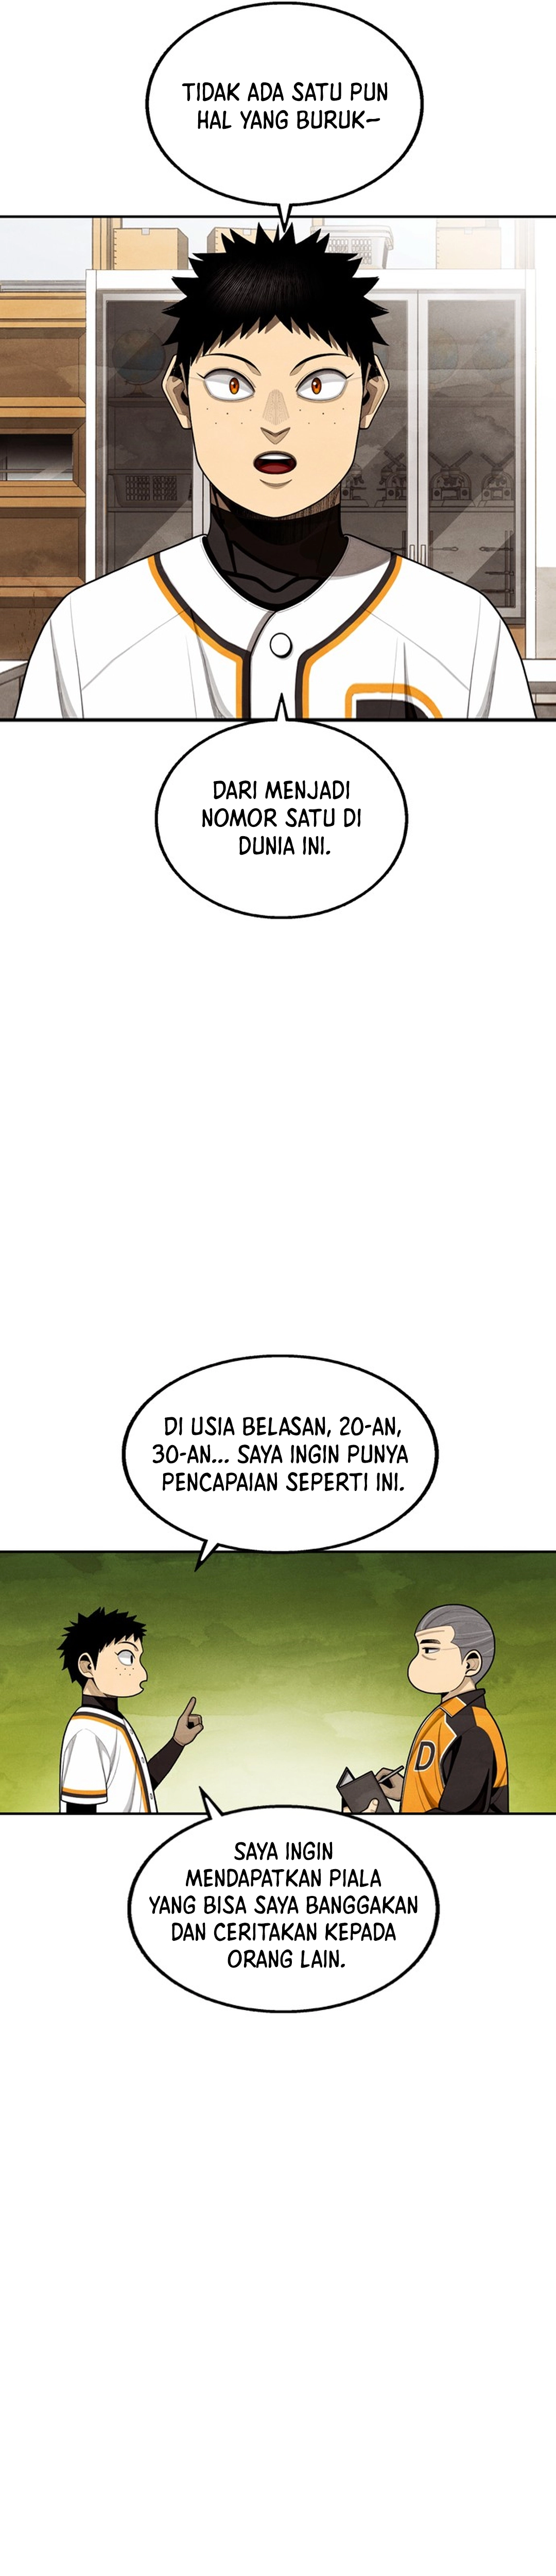 TIDAK ADA SATU PUN
HAL YANG BURUK~
DARI MENJADI
NOMOR SATU DI
DUNIA INI.
DI USIA BELASAN, 20-AN,
30-AN... SAYA INGIN PUNYA
PENCAPAIAN SEPERTI INI.
D
SAYA INGIN
MENDAPATKAN PIALA
YANG BISA SAYA BANGGAKAN
DAN CERITAKAN KEPADA
ORANG LAIN.